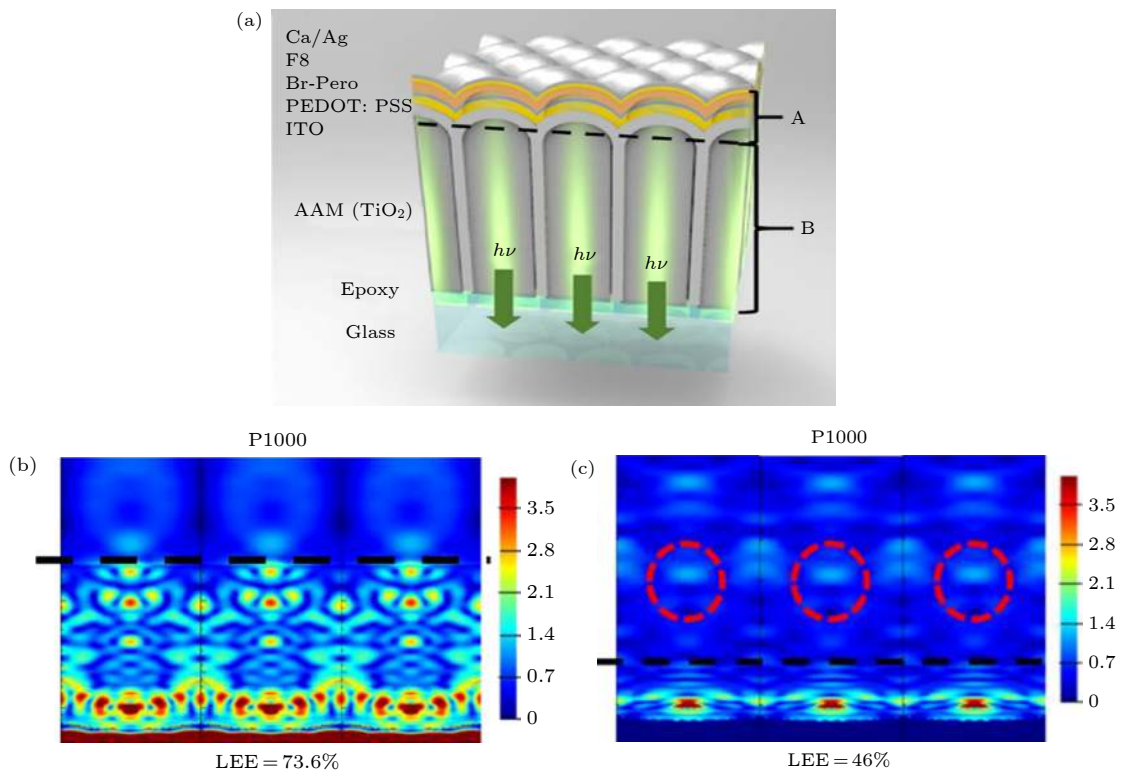 (a)
Ca/Ag
F8
Br-Pero
PEDOT: PSS
ITO
A
AAM (TiO₂)
B
hν hν hν
Epoxy
Glass
P1000
(b)
3.5
2.8
2.1
1.4
0.7
0
LEE = 73.6%
P1000
(c)
3.5
2.8
2.1
1.4
0.7
0
LEE = 46%